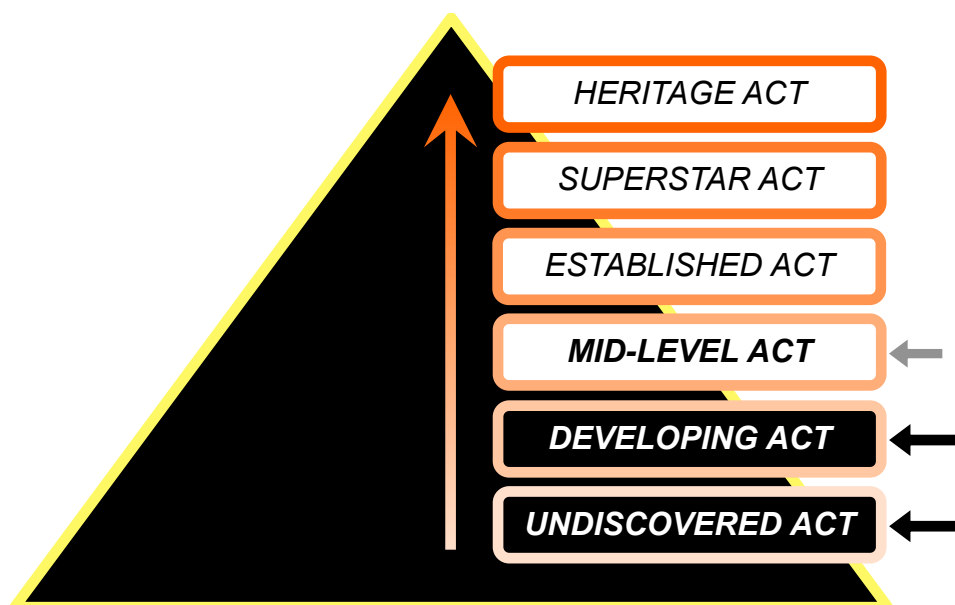 HERITAGE ACT
SUPERSTAR ACT
ESTABLISHED ACT
MID-LEVEL ACT
DEVELOPING ACT
UNDISCOVERED ACT